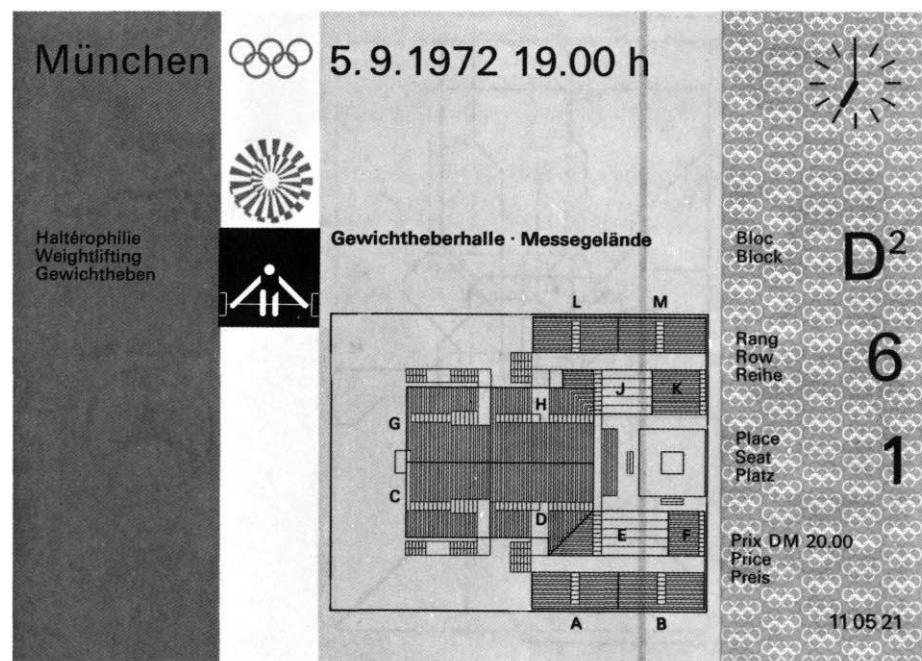 München
5.9.1972 19.00 h
Haltérophilie
Weightlifting
Gewichtheben
Gewichtheberhalle · Messegelände
L M
J K
H
G
C
D
E F
A B
Bloc
Block
D²
Rang
Row
Reihe
6
Place
Seat
Platz
1
Prix DM 20.00
Price
Preis
11 05 21